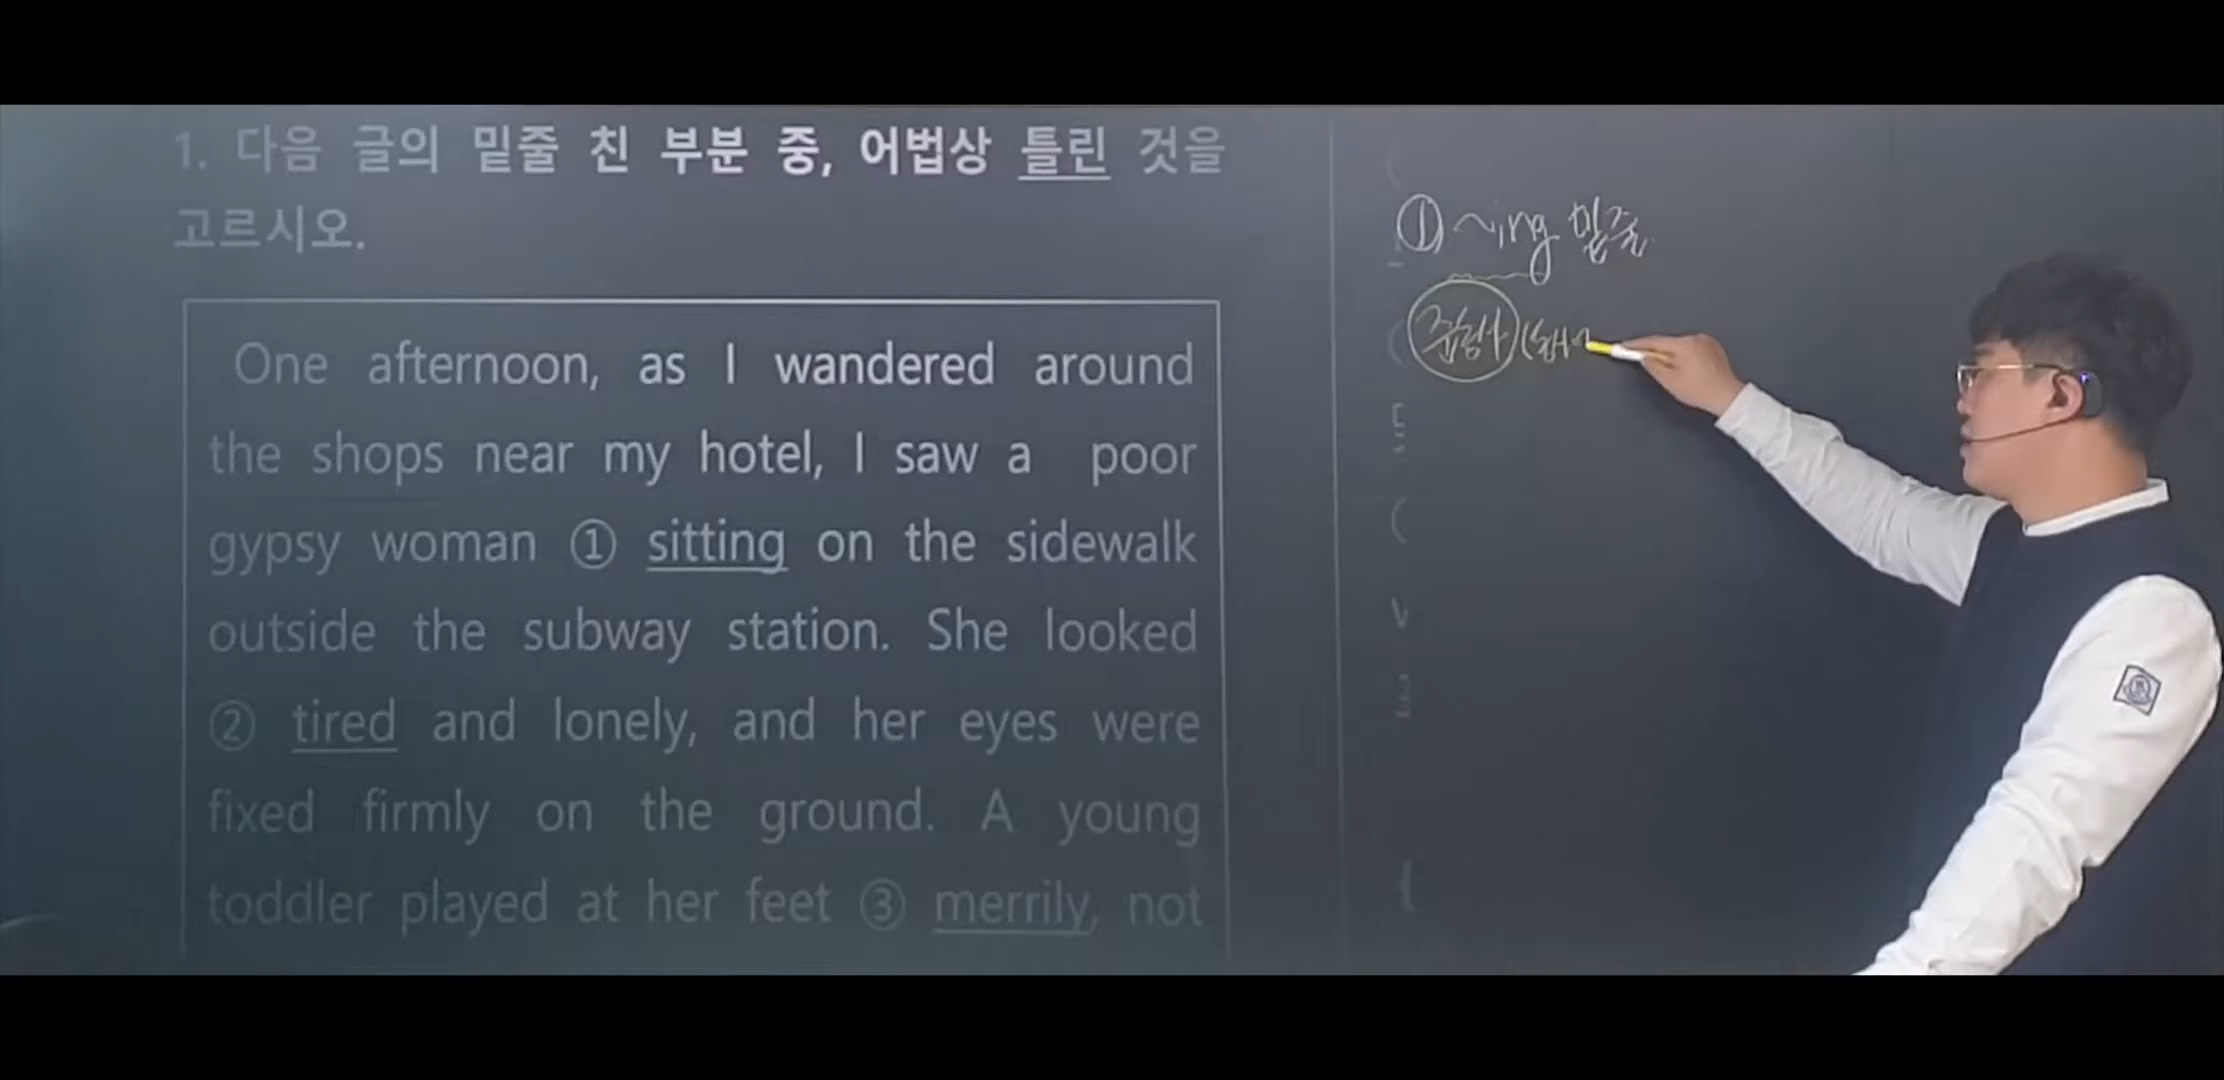 1. 다음 글의 밑줄 친 부분 중, 어법상 틀린 것을
고르시오.
One afternoon, as I wandered around
the shops near my hotel, I saw a poor
gypsy woman ① sitting on the sidewalk
outside the subway station. She looked
② tired and lonely, and her eyes were
fixed firmly on the ground. A young
toddler played at her feet ③ merrily, not
① ~ing 밑줄